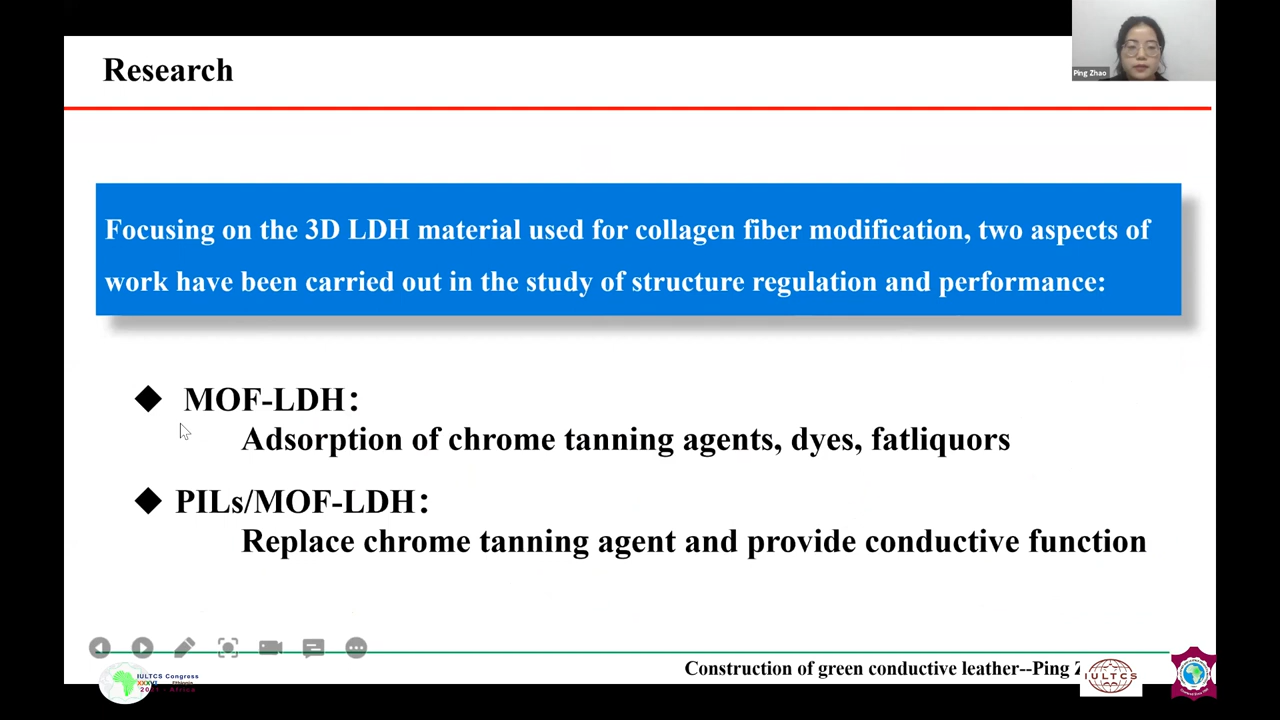 Research
Ping Zhao
Focusing on the 3D LDH material used for collagen fiber modification, two aspects of
work have been carried out in the study of structure regulation and performance:
◆ MOF-LDH：
Adsorption of chrome tanning agents, dyes, fatliquors
◆ PILs/MOF-LDH：
Replace chrome tanning agent and provide conductive function
Construction of green conductive leather--Ping Z
IULTCS Congress
IULTCS